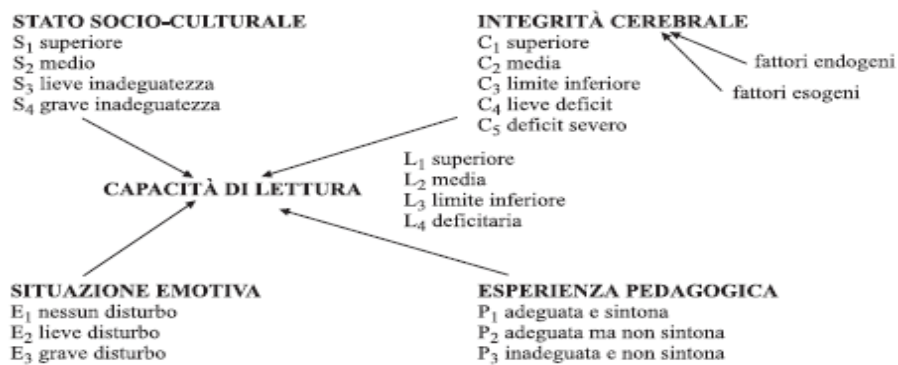 STATO SOCIO-CULTURALE
S₁ superiore
S₂ medio
S₃ lieve inadeguatezza
S₄ grave inadeguatezza
INTEGRITÀ CEREBRALE
C₁ superiore
C₂ media
C₃ limite inferiore
C₄ lieve deficit
C₅ deficit severo
fattori endogeni
fattori esogeni
CAPACITÀ DI LETTURA
L₁ superiore
L₂ media
L₃ limite inferiore
L₄ deficitaria
SITUAZIONE EMOTIVA
E₁ nessun disturbo
E₂ lieve disturbo
E₃ grave disturbo
ESPERIENZA PEDAGOGICA
P₁ adeguata e sintona
P₂ adeguata ma non sintona
P₃ inadeguata e non sintona